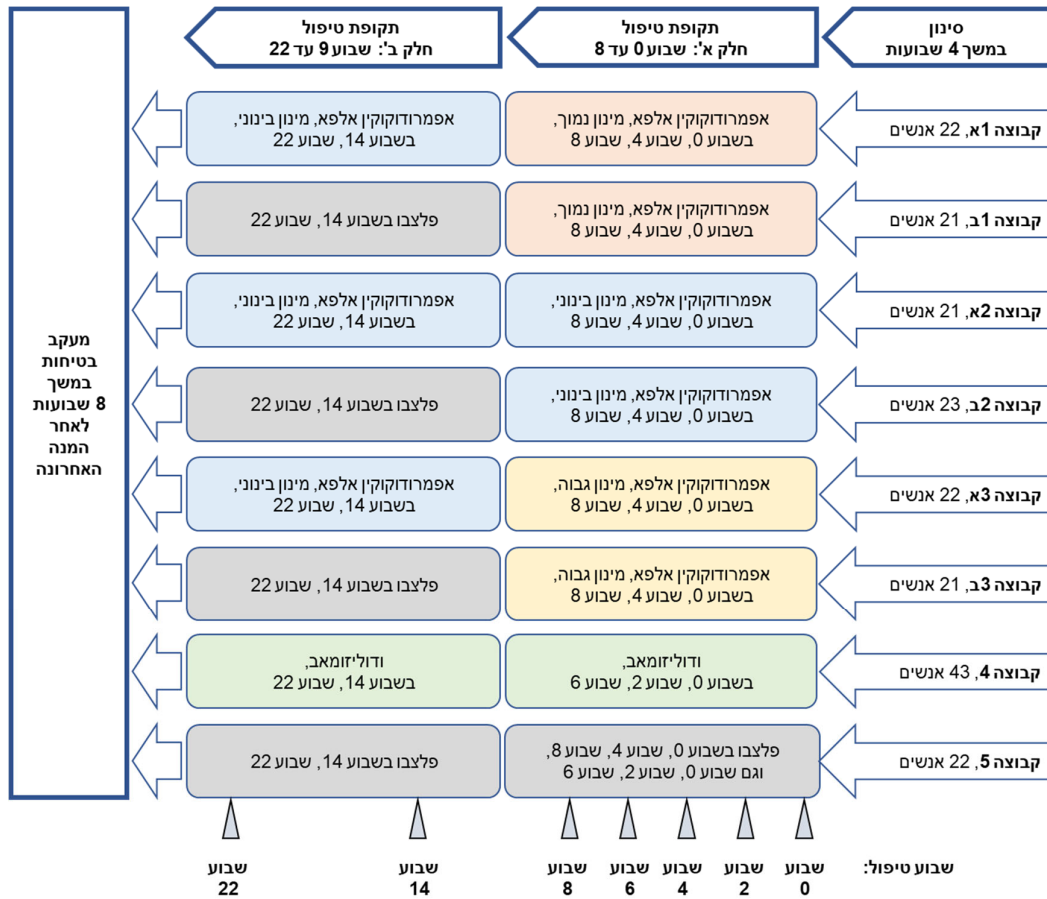 סינון
במשך 4 שבועות
תקופת טיפול
חלק א': שבוע 0 עד 8
תקופת טיפול
חלק ב': שבוע 9 עד 22
קבוצה 1א, 22 אנשים
אפמרודוקוקין אלפא, מינון נמוך,
בשבוע 0, שבוע 4, שבוע 8
אפמרודוקוקין אלפא, מינון בינוני,
בשבוע 14, שבוע 22
קבוצה 1ב, 21 אנשים
אפמרודוקוקין אלפא, מינון נמוך,
בשבוע 0, שבוע 4, שבוע 8
פלצבו בשבוע 14, שבוע 22
קבוצה 2א, 21 אנשים
אפמרודוקוקין אלפא, מינון בינוני,
בשבוע 0, שבוע 4, שבוע 8
אפמרודוקוקין אלפא, מינון בינוני,
בשבוע 14, שבוע 22
קבוצה 2ב, 23 אנשים
אפמרודוקוקין אלפא, מינון בינוני,
בשבוע 0, שבוע 4, שבוע 8
פלצבו בשבוע 14, שבוע 22
קבוצה 3א, 22 אנשים
אפמרודוקוקין אלפא, מינון גבוה,
בשבוע 0, שבוע 4, שבוע 8
אפמרודוקוקין אלפא, מינון בינוני,
בשבוע 14, שבוע 22
קבוצה 3ב, 21 אנשים
אפמרודוקוקין אלפא, מינון גבוה,
בשבוע 0, שבוע 4, שבוע 8
פלצבו בשבוע 14, שבוע 22
קבוצה 4, 43 אנשים
ודוליזומאב,
בשבוע 0, שבוע 2, שבוע 6
ודוליזומאב,
בשבוע 14, שבוע 22
קבוצה 5, 22 אנשים
פלצבו בשבוע 0, שבוע 4, שבוע 8,
וגם שבוע 0, שבוע 2, שבוע 6
פלצבו בשבוע 14, שבוע 22
מעקב
בטיחות
במשך
8 שבועות
לאחר
המנה
האחרונה
שבוע טיפול:
שבוע
0
שבוע
2
שבוע
4
שבוע
6
שבוע
8
שבוע
14
שבוע
22